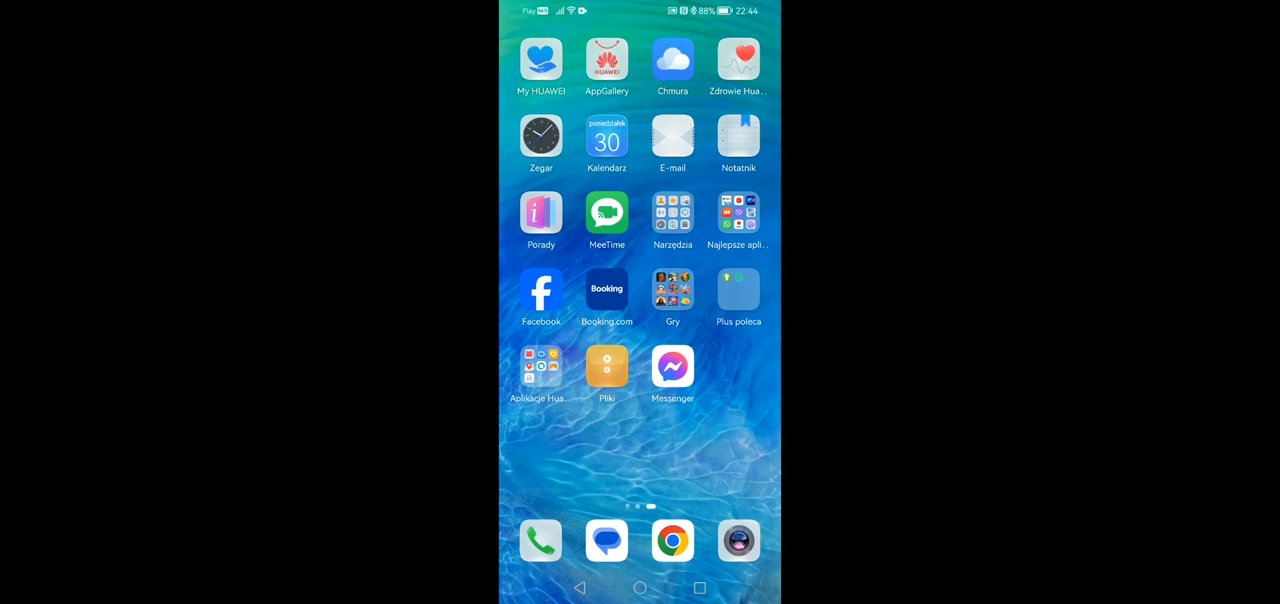 Play
88% 22:44
HUAWEI
My HUAWEI AppGallery Chmura Zdrowie Hua...
poniedziałek
30
Zegar Kalendarz E-mail Notatnik
Porady MeeTime Narzędzia Najlepsze apli...
Booking
Facebook Booking.com Gry Plus poleca
Aplikacje Hua... Pliki Messenger